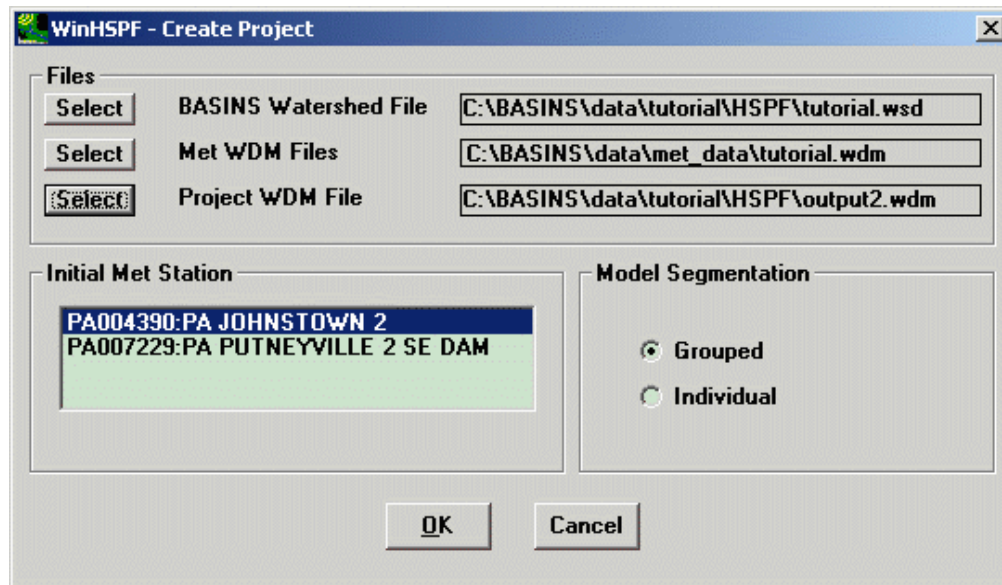 WinHSPF - Create Project
Files
Select BASINS Watershed File C:\BASINS\data\tutorial\HSPF\tutorial.wsd
Select Met WDM Files C:\BASINS\data\met_data\tutorial.wdm
Select Project WDM File C:\BASINS\data\tutorial\HSPF\output2.wdm
Initial Met Station
PA004390:PA JOHNSTOWN 2
PA007229:PA PUTNEYVILLE 2 SE DAM
Model Segmentation
Grouped
Individual
OK Cancel